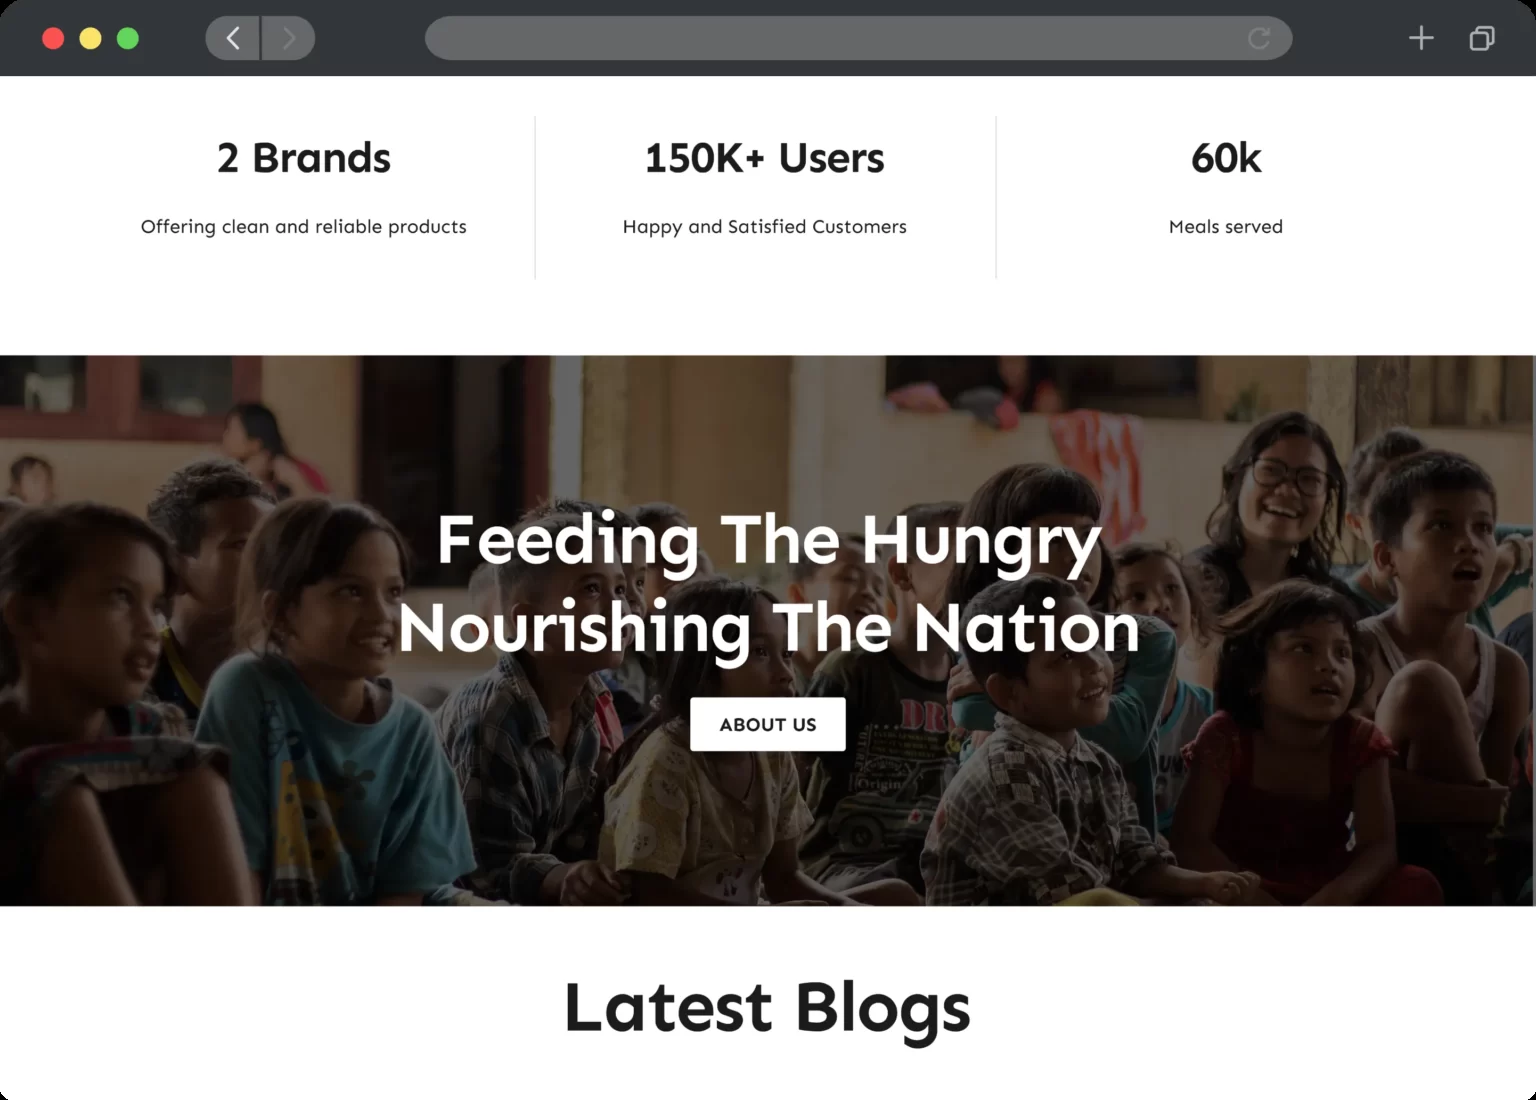 2 Brands
Offering clean and reliable products
150K+ Users
Happy and Satisfied Customers
60k
Meals served
Feeding The Hungry
Nourishing The Nation
ABOUT US
Origin
Latest Blogs